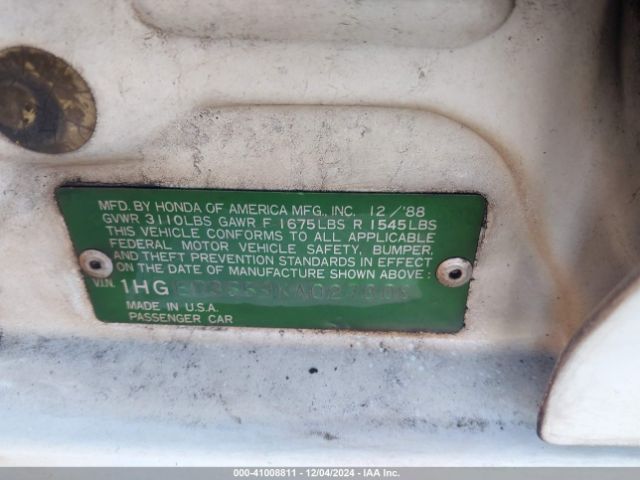 MFD. BY HONDA OF AMERICA MFG., INC. 12/'88
GVWR 3110LBS GAWR F 1675LBS R 1545LBS
THIS VEHICLE CONFORMS TO ALL APPLICABLE
FEDERAL MOTOR VEHICLE SAFETY, BUMPER,
AND THEFT PREVENTION STANDARDS IN EFFECT
ON THE DATE OF MANUFACTURE SHOWN ABOVE:
V.I.N. 1HG
MADE IN U.S.A.
PASSENGER CAR
000-41008811 - 12/04/2024 - IAA Inc.